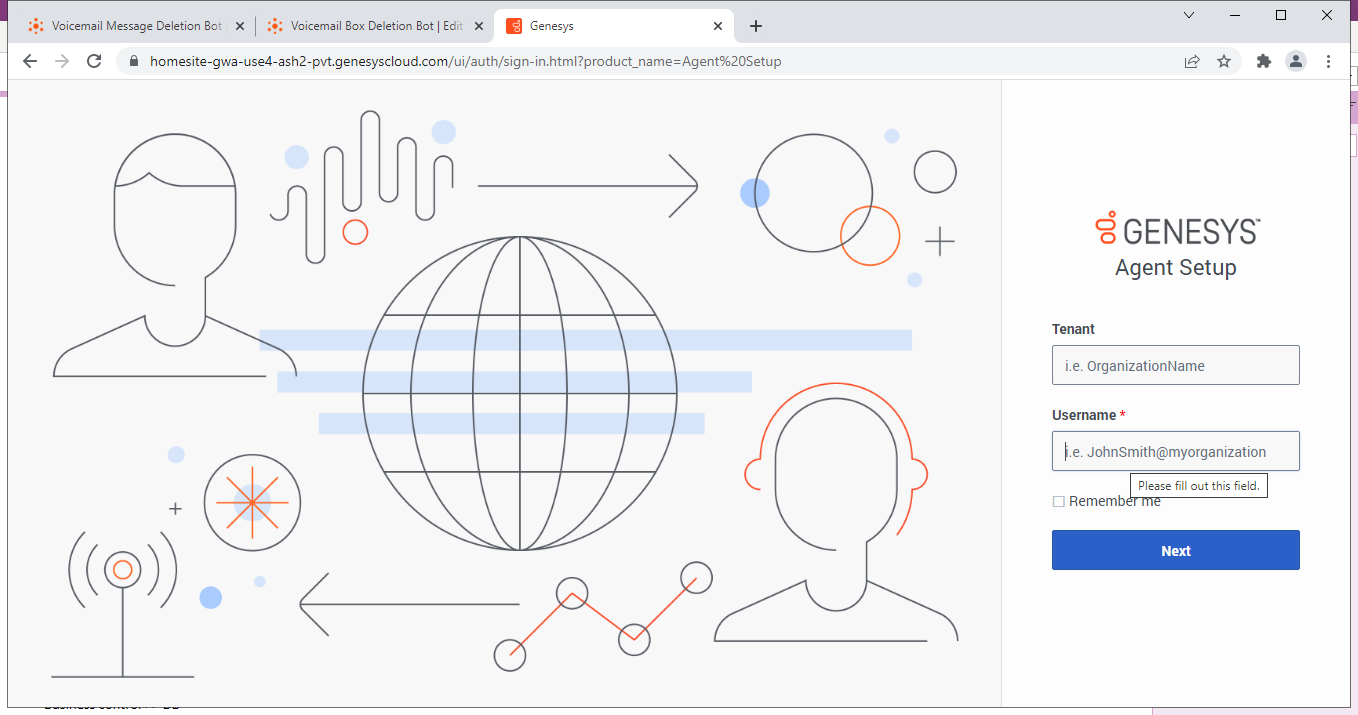 Voicemail Message Deletion Bot
Voicemail Box Deletion Bot | Edit
Genesys
homesite-gwa-use4-ash2-pvt.genesyscloud.com/ui/auth/sign-in.html?product_name=Agent%20Setup
GENESYS™
Agent Setup
Tenant
i.e. OrganizationName
Username *
i.e. JohnSmith@myorganization
Please fill out this field.
Remember me
Next